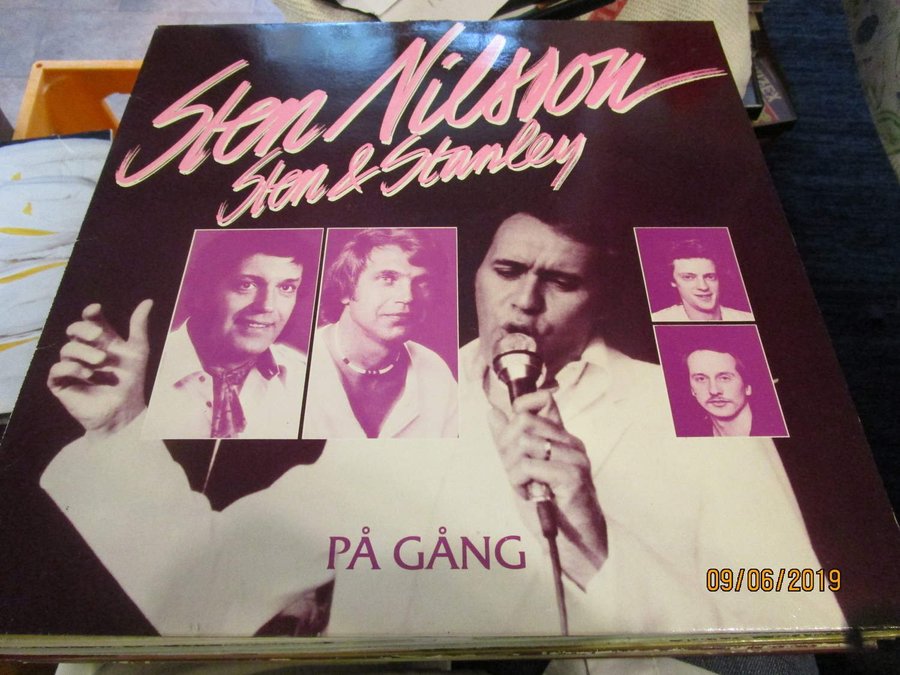 Sten Nilsson
Sten & Stanley
PÅ GÅNG
09/06/2019